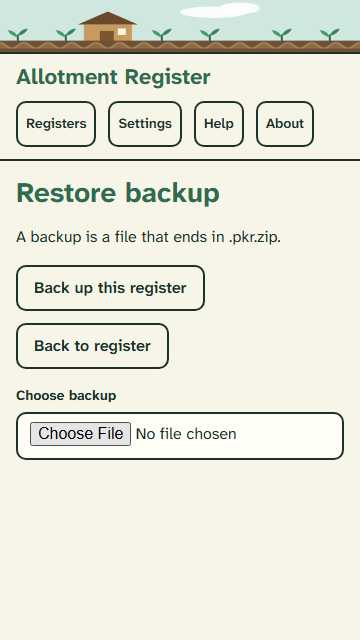 Allotment Register
Registers
Settings
Help
About
Restore backup
A backup is a file that ends in .pkr.zip.
Back up this register
Back to register
Choose backup
Choose File No file chosen